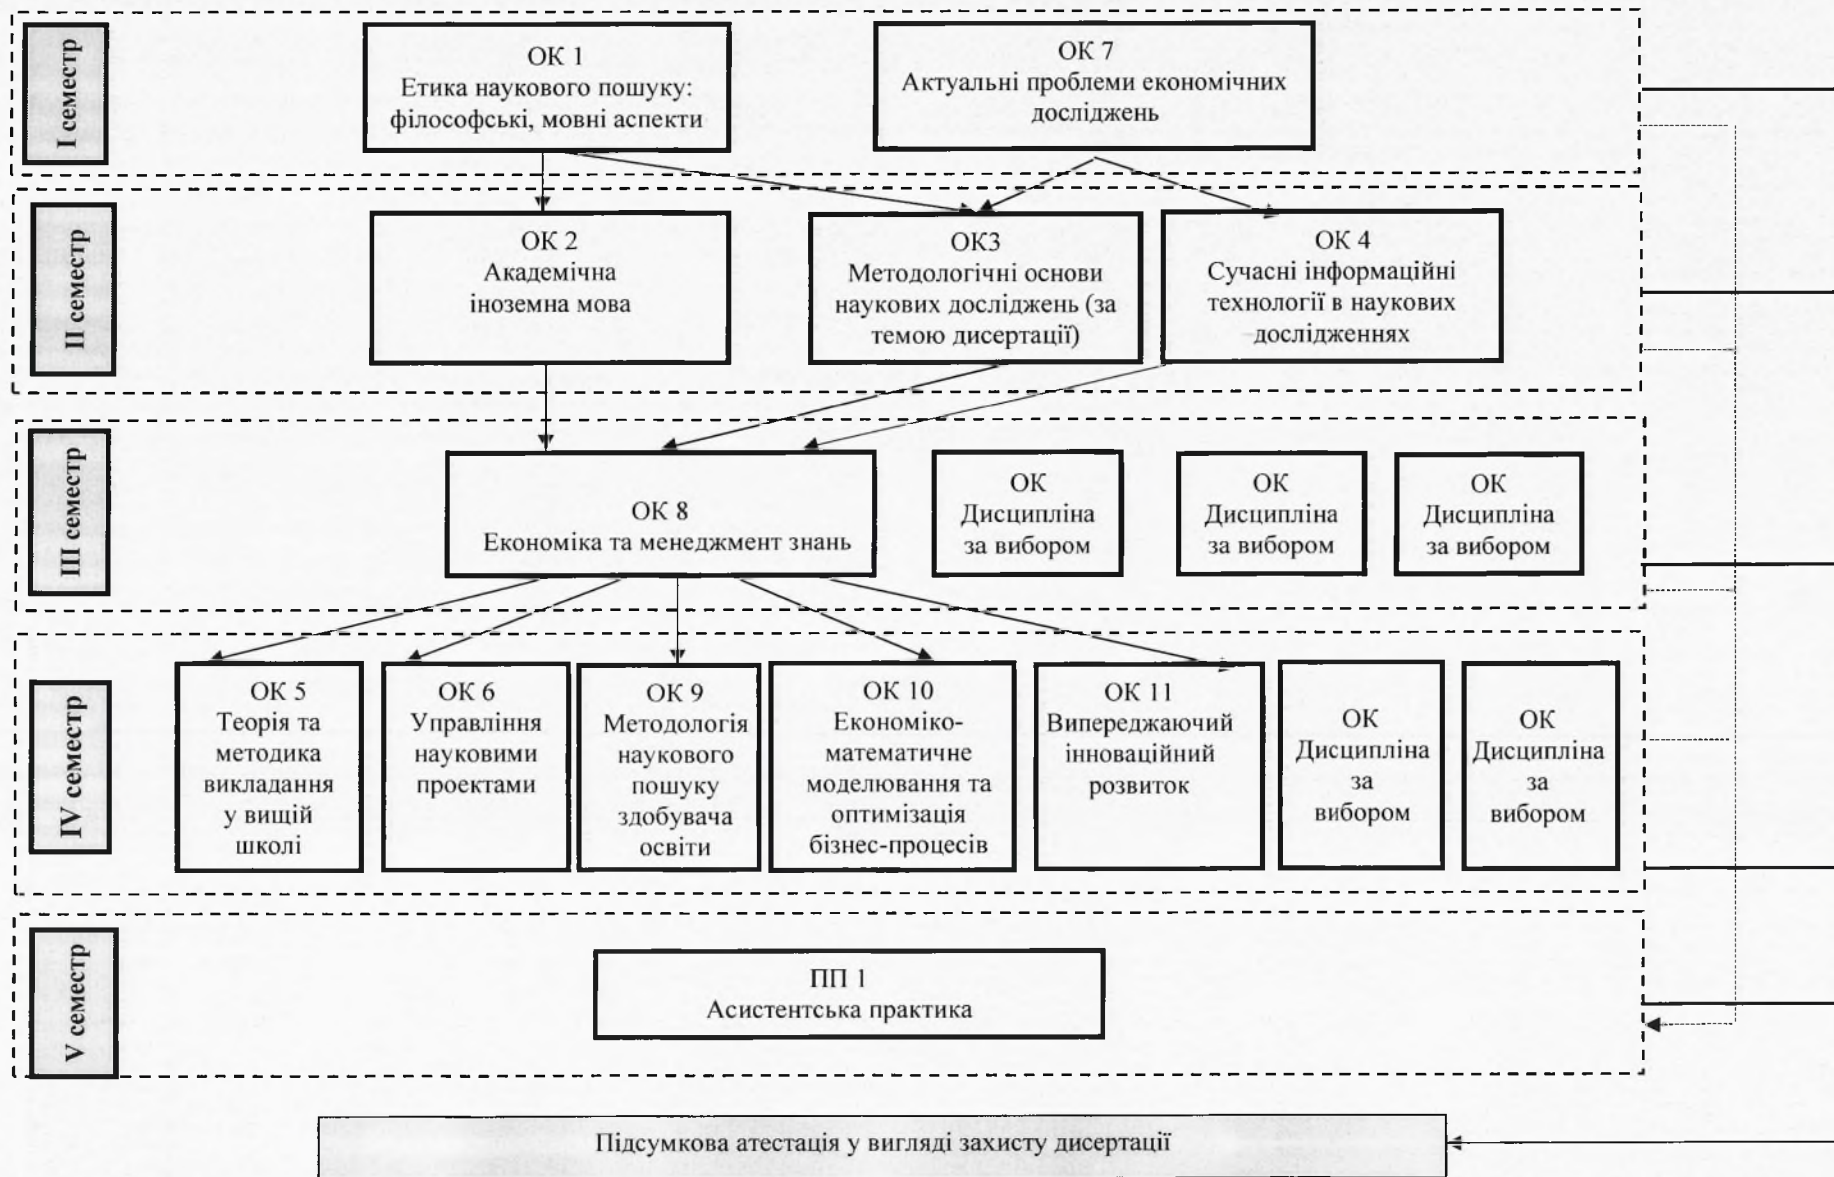 I семестр
ОК 1
Етика наукового пошуку:
філософські, мовні аспекти
ОК 7
Актуальні проблеми економічних
досліджень
II семестр
ОК 2
Академічна
іноземна мова
ОК3
Методологічні основи
наукових досліджень (за
темою дисертації)
ОК 4
Сучасні інформаційні
технології в наукових
дослідженнях
III семестр
ОК 8
Економіка та менеджмент знань
ОК
Дисципліна
за вибором
ОК
Дисципліна
за вибором
ОК
Дисципліна
за вибором
IV семестр
ОК 5
Теорія та
методика
викладання
у вищій
школі
ОК 6
Управління
науковими
проектами
ОК 9
Методологія
наукового
пошуку
здобувача
освіти
ОК 10
Економіко-
математичне
моделювання та
оптимізація
бізнес-процесів
ОК 11
Випереджаючий
інноваційний
розвиток
ОК
Дисципліна
за
вибором
ОК
Дисципліна
за
вибором
V семестр
ПП 1
Асистентська практика
Підсумкова атестація у вигляді захисту дисертації